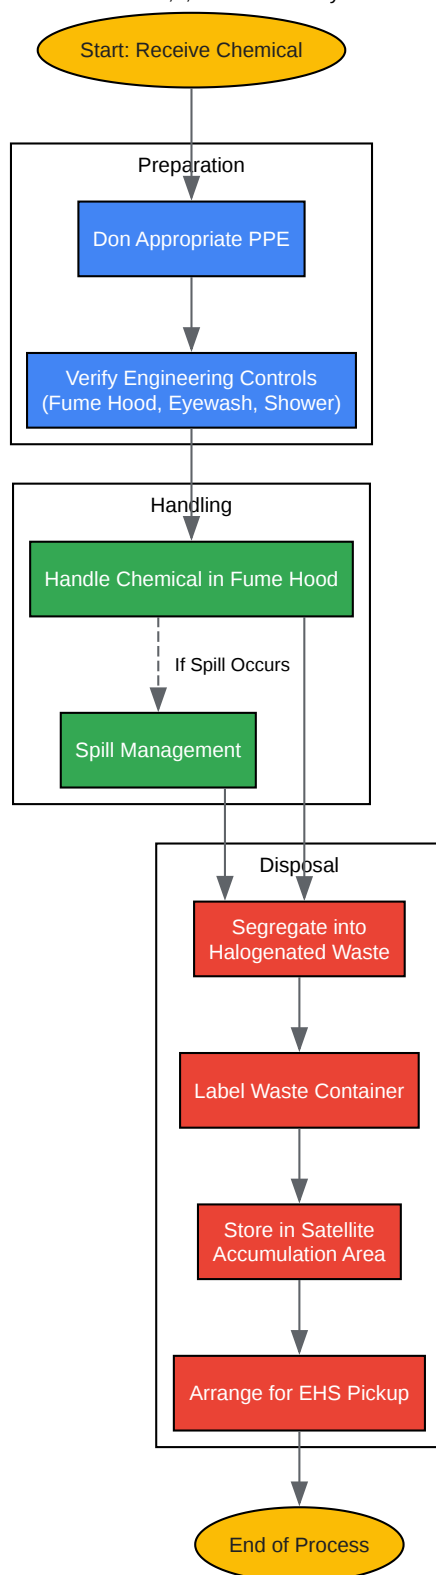 Start: Receive Chemical
Preparation
Don Appropriate PPE
Verify Engineering Controls
(Fume Hood, Eyewash, Shower)
Handling
Handle Chemical in Fume Hood
If Spill Occurs
Spill Management
Disposal
Segregate into
Halogenated Waste
Label Waste Container
Store in Satellite
Accumulation Area
Arrange for EHS Pickup
End of Process